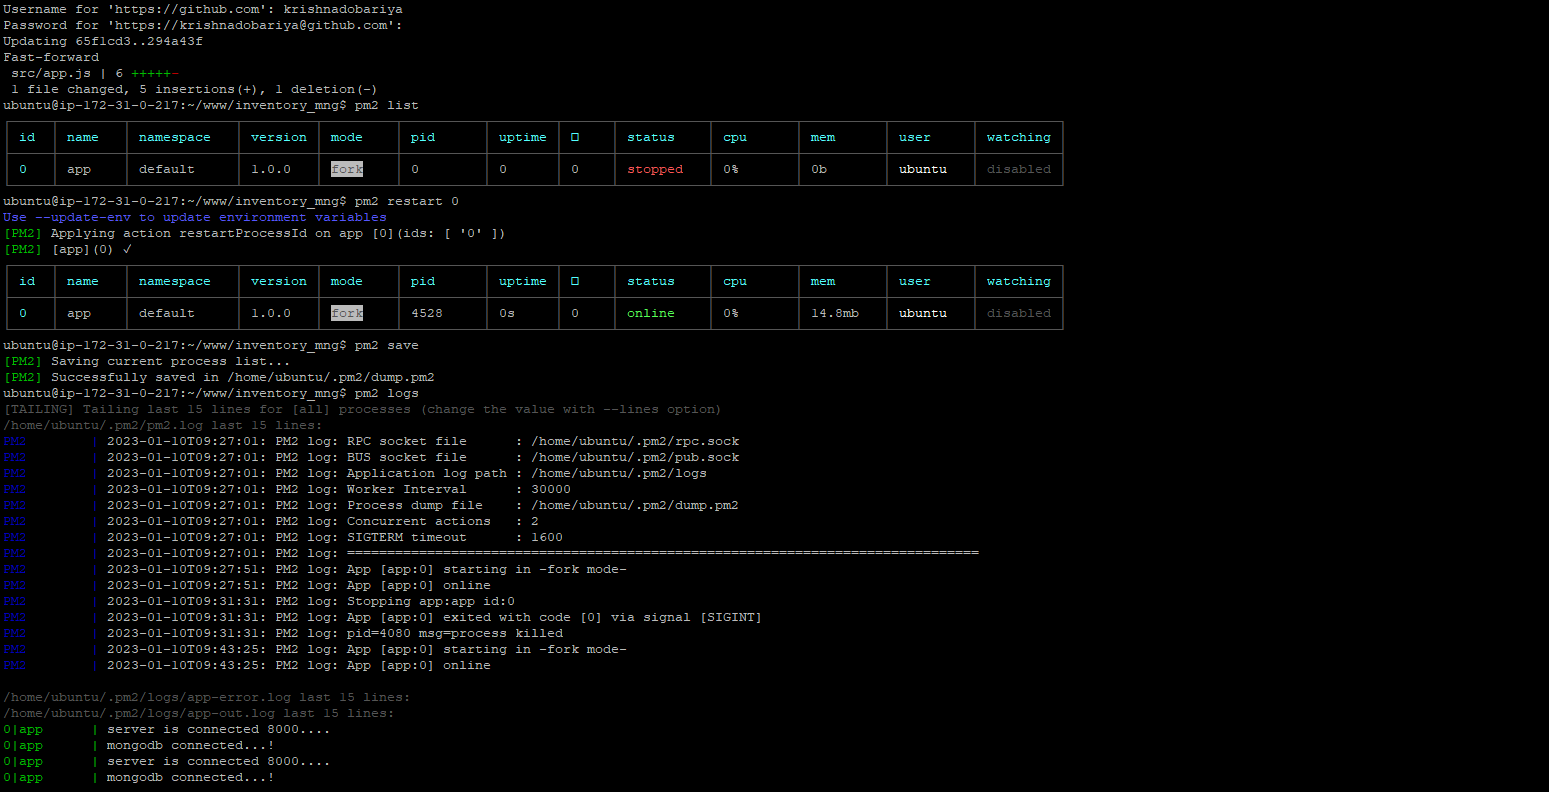 Username for 'https://github.com': krishnadobariya
Password for 'https://krishnadobariya@github.com':
Updating 65f1cd3..294a43f
Fast-forward
src/app.js | 6 +++++-
1 file changed, 5 insertions(+), 1 deletion(-)
ubuntu@ip-172-31-0-217:~/www/inventory_mng$ pm2 list
id name namespace version mode pid uptime □ status cpu mem user watching
0 app default 1.0.0 fork 0 0 0 stopped 0% 0b ubuntu disabled
ubuntu@ip-172-31-0-217:~/www/inventory_mng$ pm2 restart 0
Use --update-env to update environment variables
[PM2] Applying action restartProcessId on app [0](ids: [ '0' ])
[PM2] [app](0) ✓
id name namespace version mode pid uptime □ status cpu mem user watching
0 app default 1.0.0 fork 4528 0s 0 online 0% 14.8mb ubuntu disabled
ubuntu@ip-172-31-0-217:~/www/inventory_mng$ pm2 save
[PM2] Saving current process list...
[PM2] Successfully saved in /home/ubuntu/.pm2/dump.pm2
ubuntu@ip-172-31-0-217:~/www/inventory_mng$ pm2 logs
[TAILING] Tailing last 15 lines for [all] processes (change the value with --lines option)
/home/ubuntu/.pm2/pm2.log last 15 lines:
PM2 | 2023-01-10T09:27:01: PM2 log: RPC socket file : /home/ubuntu/.pm2/rpc.sock
PM2 | 2023-01-10T09:27:01: PM2 log: BUS socket file : /home/ubuntu/.pm2/pub.sock
PM2 | 2023-01-10T09:27:01: PM2 log: Application log path : /home/ubuntu/.pm2/logs
PM2 | 2023-01-10T09:27:01: PM2 log: Worker Interval : 30000
PM2 | 2023-01-10T09:27:01: PM2 log: Process dump file : /home/ubuntu/.pm2/dump.pm2
PM2 | 2023-01-10T09:27:01: PM2 log: Concurrent actions : 2
PM2 | 2023-01-10T09:27:01: PM2 log: SIGTERM timeout : 1600
PM2 | 2023-01-10T09:27:01: PM2 log: ===============================================================================
PM2 | 2023-01-10T09:27:51: PM2 log: App [app:0] starting in -fork mode-
PM2 | 2023-01-10T09:27:51: PM2 log: App [app:0] online
PM2 | 2023-01-10T09:31:31: PM2 log: Stopping app:app id:0
PM2 | 2023-01-10T09:31:31: PM2 log: App [app:0] exited with code [0] via signal [SIGINT]
PM2 | 2023-01-10T09:31:31: PM2 log: pid=4080 msg=process killed
PM2 | 2023-01-10T09:43:25: PM2 log: App [app:0] starting in -fork mode-
PM2 | 2023-01-10T09:43:25: PM2 log: App [app:0] online
/home/ubuntu/.pm2/logs/app-error.log last 15 lines:
/home/ubuntu/.pm2/logs/app-out.log last 15 lines:
0|app | server is connected 8000....
0|app | mongodb connected...!
0|app | server is connected 8000....
0|app | mongodb connected...!